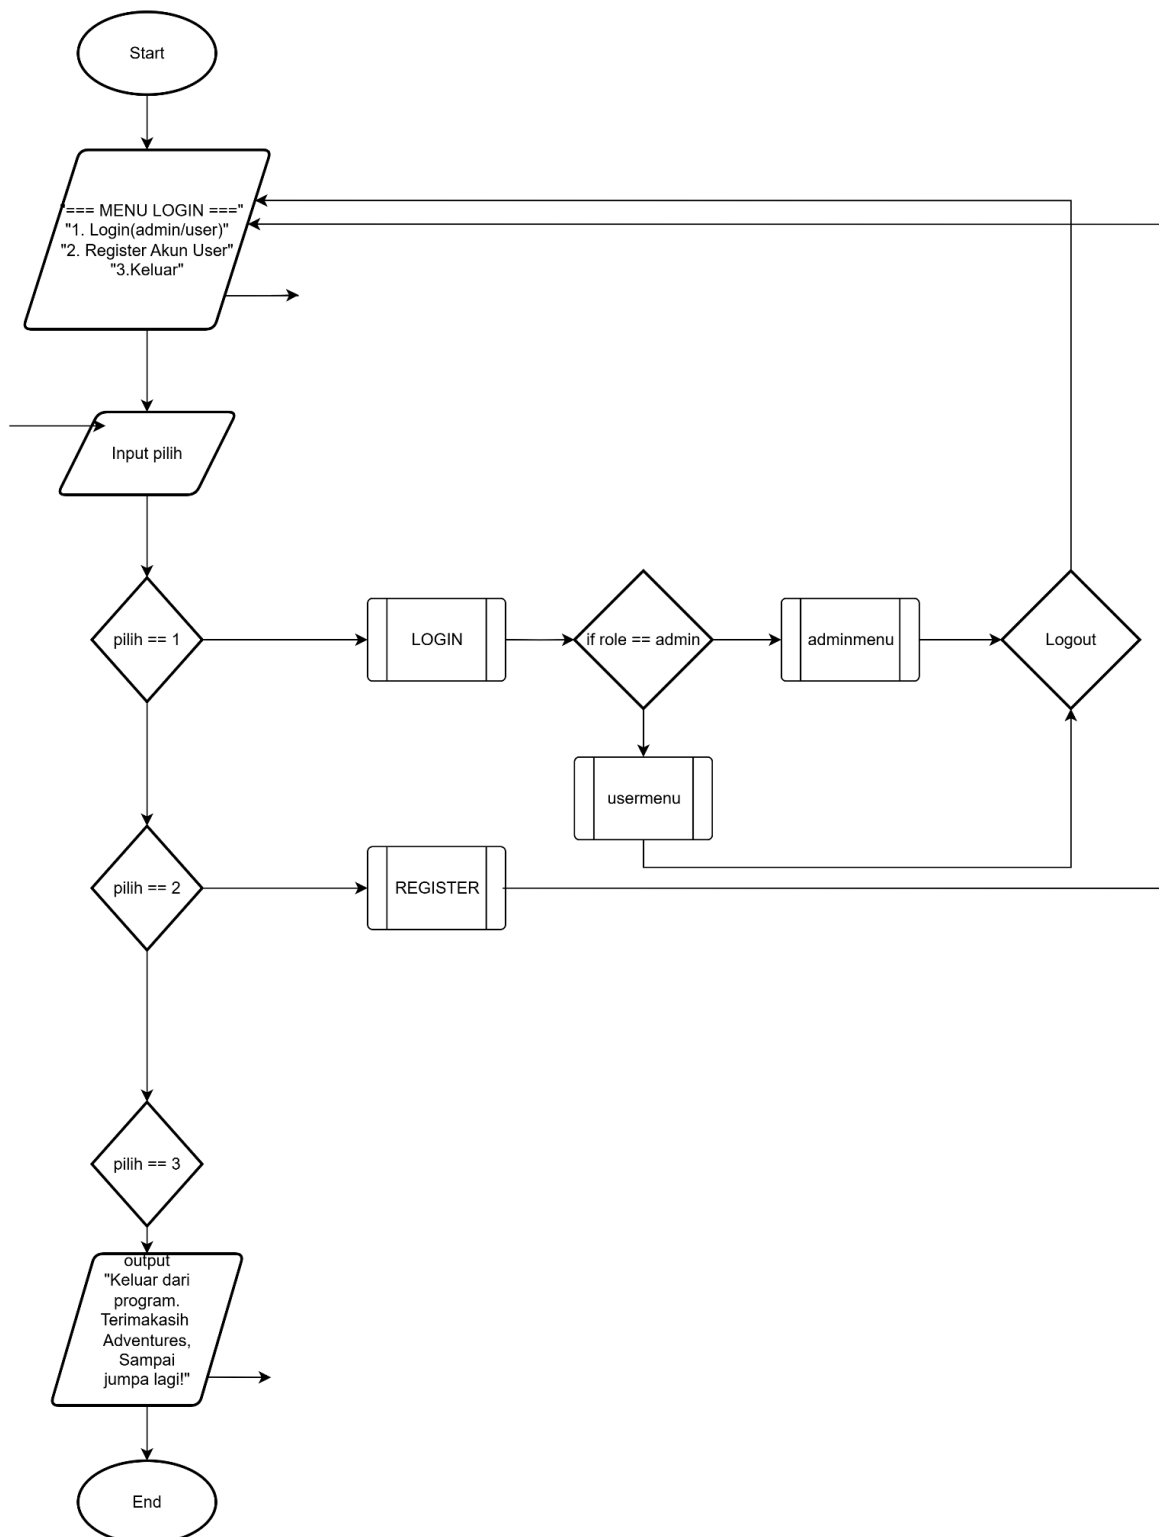 Start
"=== MENU LOGIN ==="
"1. Login(admin/user)"
"2. Register Akun User"
"3.Keluar"
Input pilih
pilih == 1
LOGIN
if role == admin
adminmenu
Logout
usermenu
pilih == 2
REGISTER
pilih == 3
output
"Keluar dari
program.
Terimakasih
Adventures,
Sampai
jumpa lagi!"
End